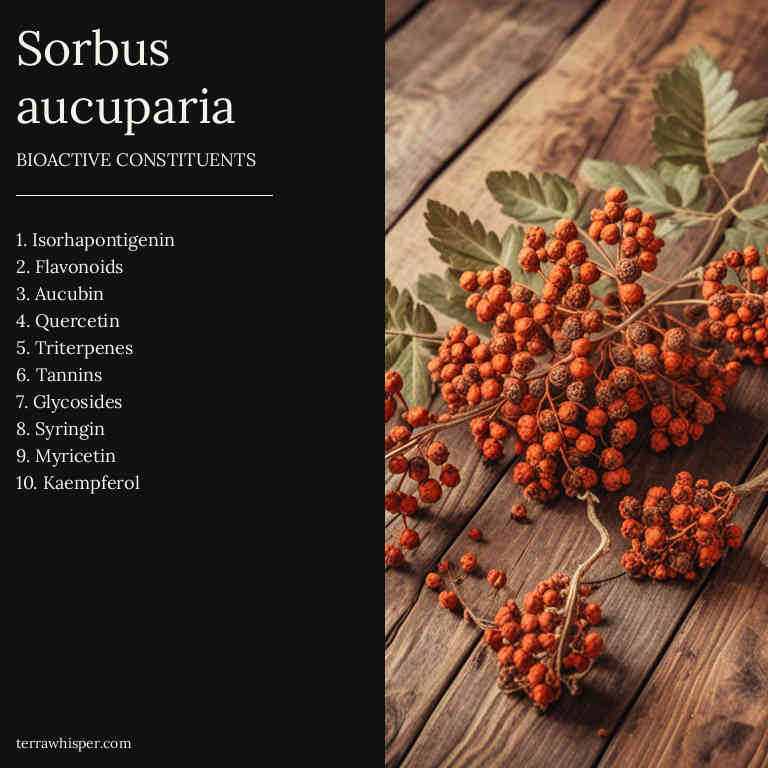 Sorbus
aucuparia
BIOACTIVE CONSTITUENTS
1. Isorhapontigenin
2. Flavonoids
3. Aucubin
4. Quercetin
5. Triterpenes
6. Tannins
7. Glycosides
8. Syringin
9. Myricetin
10. Kaempferol
terrawhisper.com